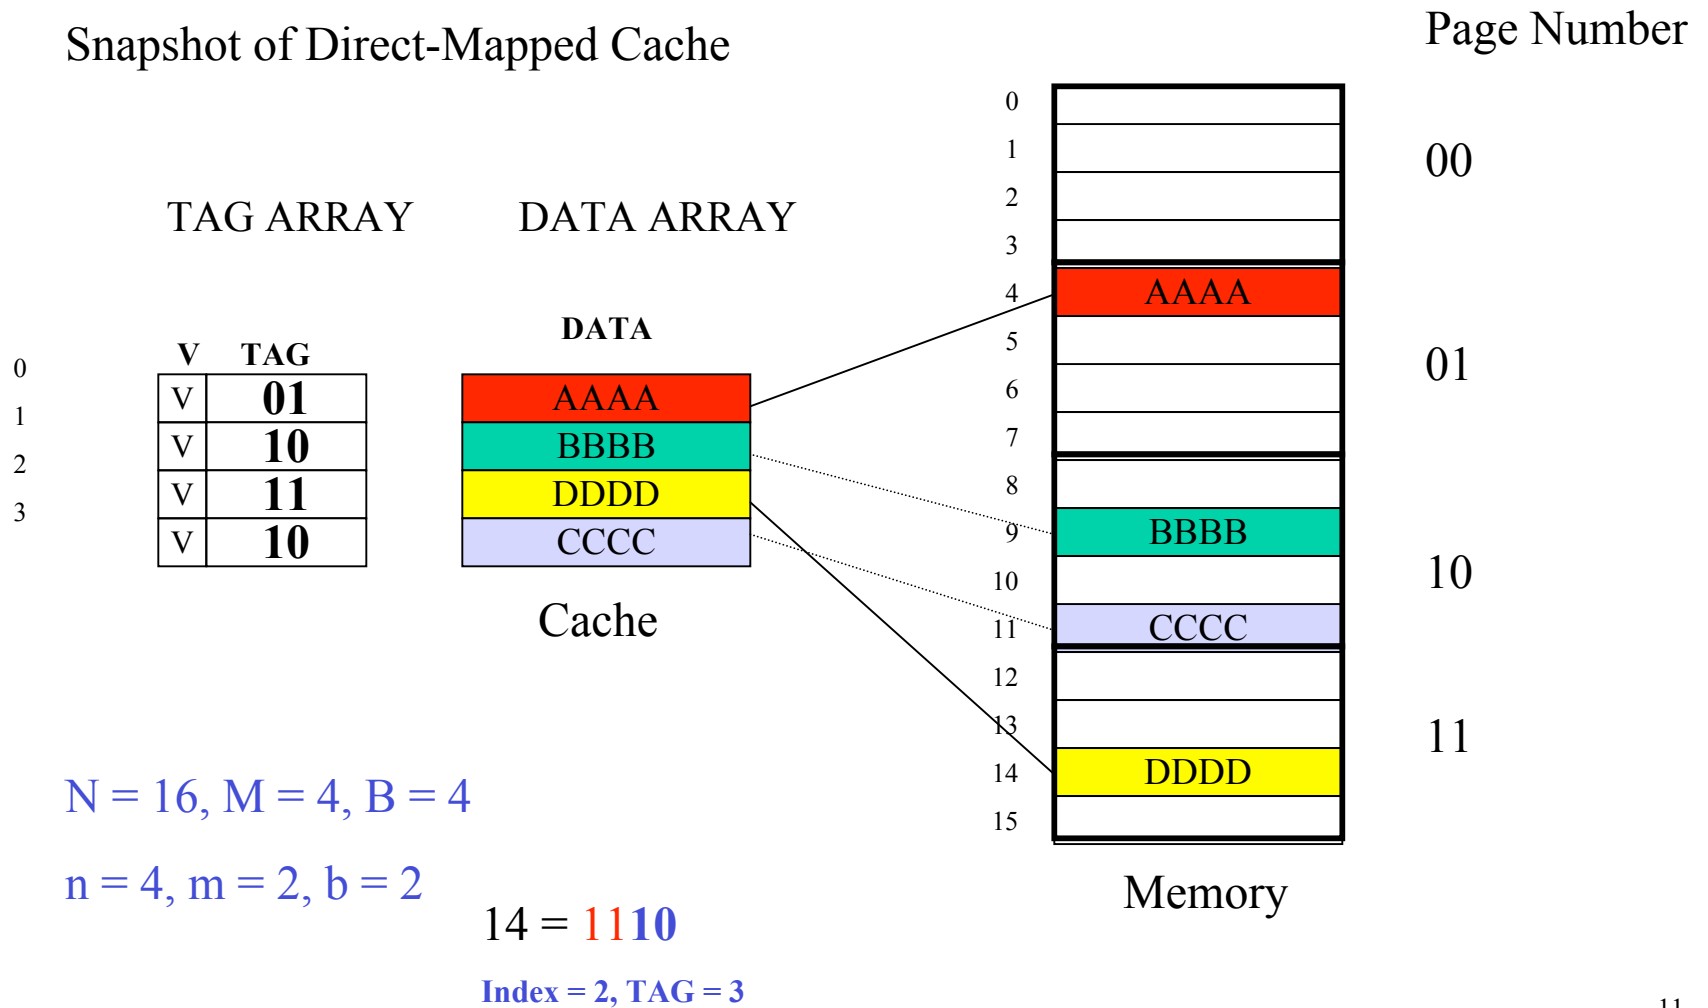 Snapshot of Direct-Mapped Cache
Page Number
TAG ARRAY
DATA ARRAY
V TAG
DATA
0
1
2
3
V 01
V 10
V 11
V 10
AAAA
BBBB
DDDD
CCCC
Cache
0
1
2
3
4 AAAA
5
6
7
8
9 BBBB
10
11 CCCC
12
13
14 DDDD
15
Memory
00
01
10
11
N = 16, M = 4, B = 4
n = 4, m = 2, b = 2
14 = 1110
Index = 2, TAG = 3
11